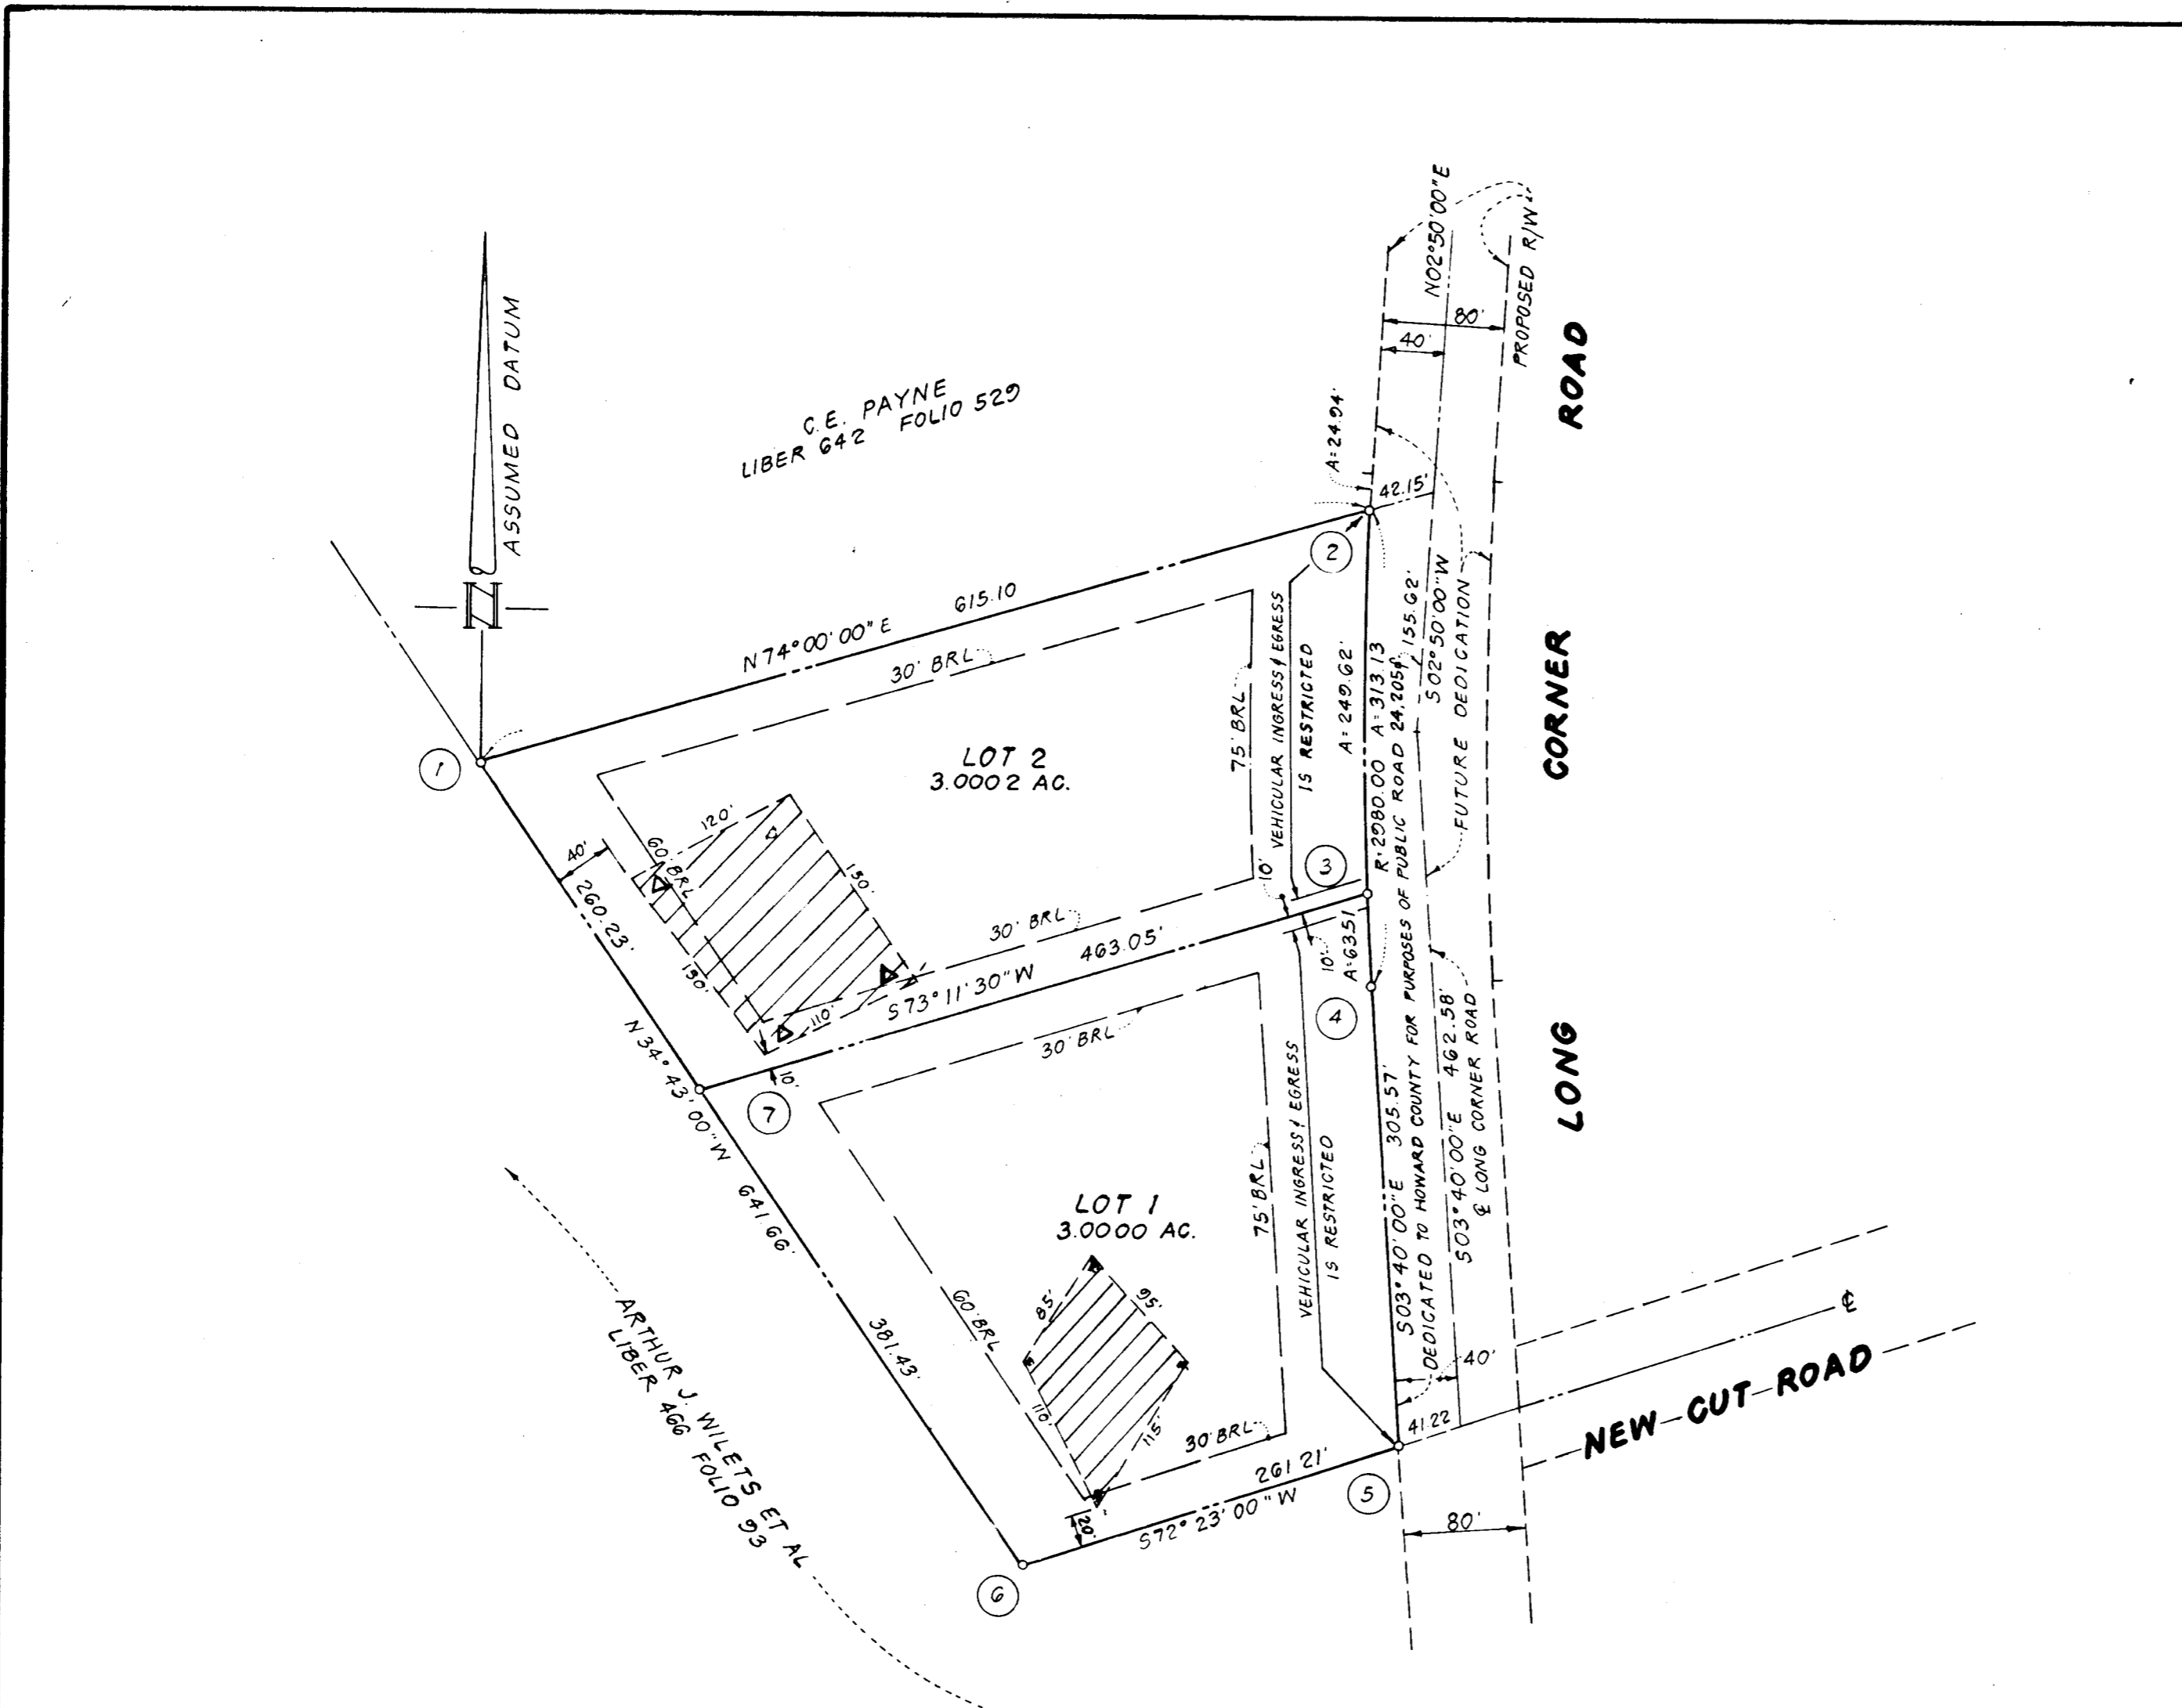 ASSUMED DATUM
N
C.E. PAYNE
LIBER 642 FOLIO 529
N02°50'00"E
PROPOSED R/W
80'
40'
A=24.94'
42.15'
ROAD
CORNER
LONG
1
2
N74°00'00"E
615.10
30' BRL
LOT 2
3.0002 AC.
75' BRL
VEHICULAR INGRESS & EGRESS
IS RESTRICTED
A=249.62'
R=2980.00 A=313.13
DEDICATED TO HOWARD COUNTY FOR PURPOSES OF PUBLIC ROAD 24,205⌽
155.62'
S02°50'00"W
FUTURE DEDICATION
40'
260.23'
60' BRL
120'
150'
190'
110'
30' BRL
10'
3
S73°11'30"W
463.05'
10'
A=63.51
4
10'
7
N34°43'00"W
641.66'
381.43'
30' BRL
LOT 1
3.0000 AC.
75' BRL
VEHICULAR INGRESS & EGRESS
IS RESTRICTED
S03°40'00"E 305.57'
S03°40'00"E 462.58'
℄ LONG CORNER ROAD
60' BRL
85'
95'
110'
115'
30' BRL
20'
261.21'
S72°23'00"W
5
6
40'
41.22
80'
℄
NEW CUT ROAD
ARTHUR J. WILETS ET AL
LIBER 466 FOLIO 93